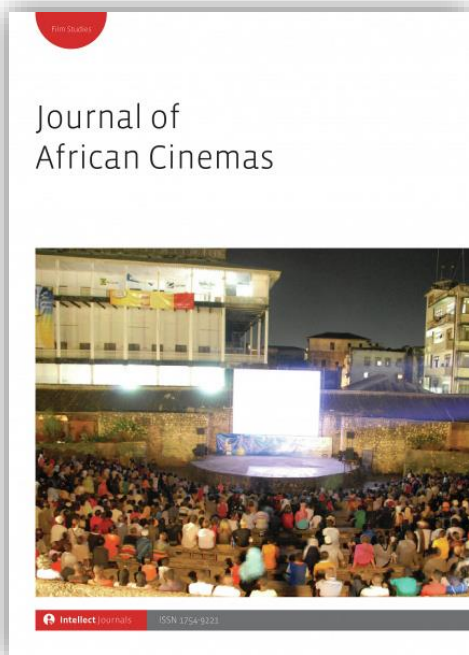 Film Studies
Journal of
African Cinemas
Intellect Journals
ISSN 1754-9221